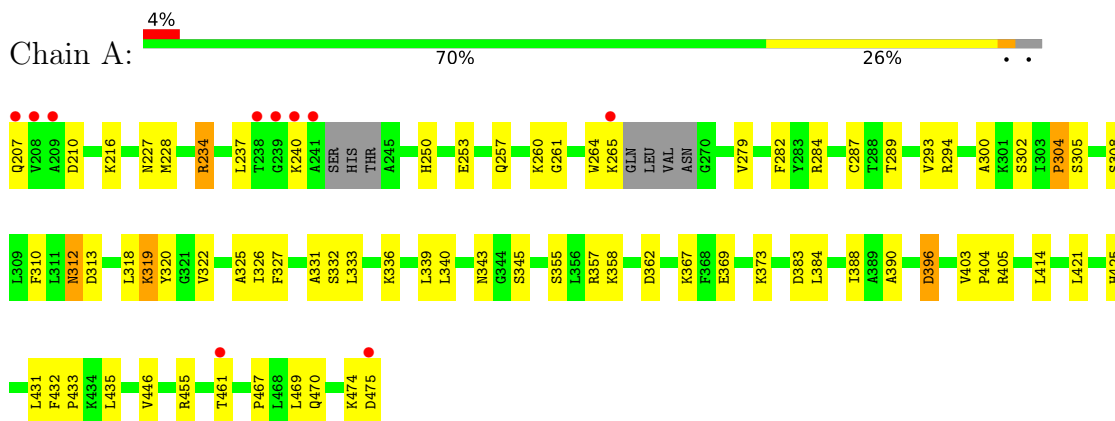 4%
Chain A:
70% 26% . .
Q207 V208 A209 D210 K216 N227 M228 R234 L237 T238 G239 K240 A241 SER HIS THR A245 H250 E253 Q257 K260 G261 W264 K265 GLN LEU VAL ASN G270 V279 F282 Y283 R284 C287 T288 T289 V293 R294 A300 K301 S302 I303 P304 S305 S308
L309 F310 L311 N312 D313 L318 K319 Y320 G321 V322 A325 I326 F327 A331 S332 L333 K336 L339 L340 N343 G344 S345 S355 L356 R357 K358 D362 K367 F368 E369 K373 D383 L384 I388 A389 A390 D396 V403 P404 R405 L414 L421 H425
L431 F432 P433 K434 L435 V446 R455 T461 P467 L468 L469 Q470 K474 D475